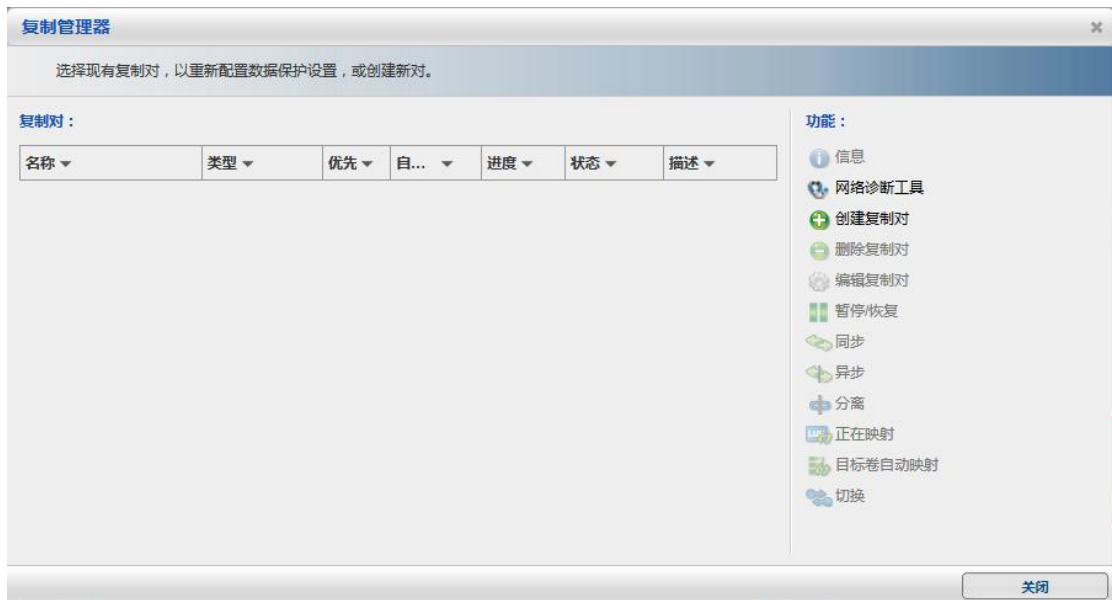 复制管理器
选择现有复制对，以重新配置数据保护设置，或创建新对。
复制对：
名称 类型 优先 自... 进度 状态 描述
功能：
信息
网络诊断工具
创建复制对
删除复制对
编辑复制对
暂停/恢复
同步
异步
分离
正在映射
目标卷自动映射
切换
关闭